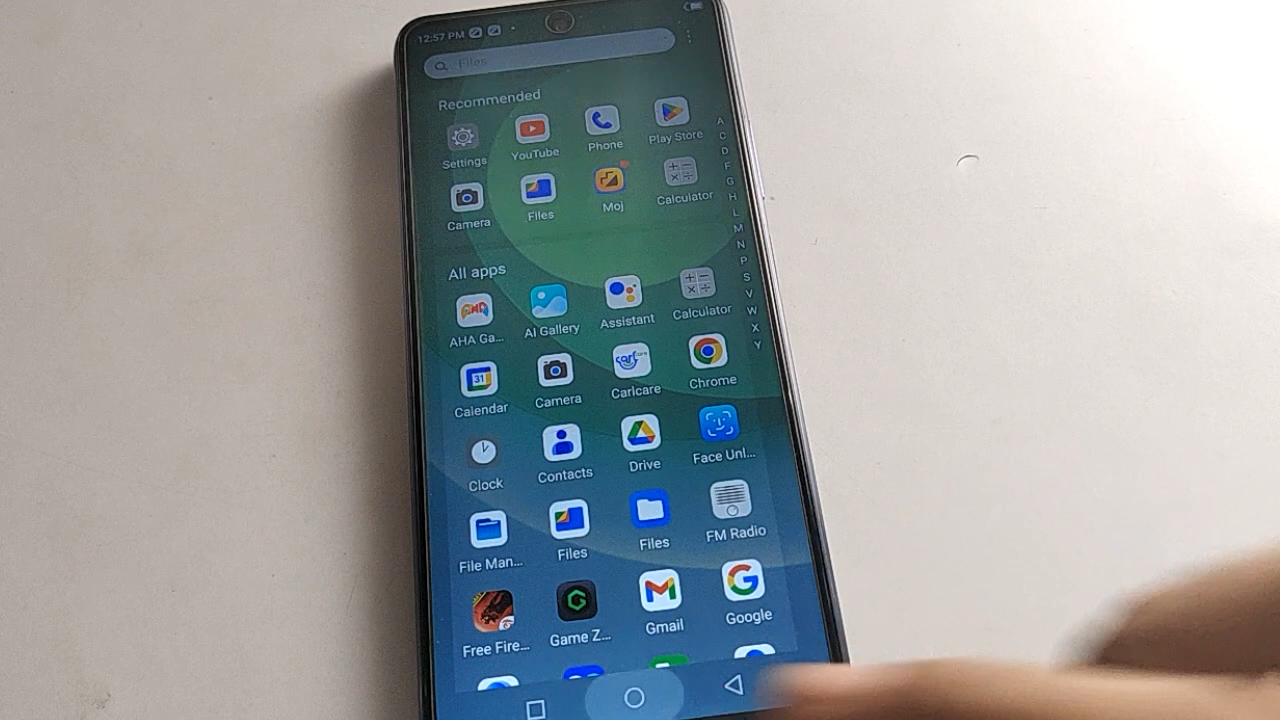 12:57 PM
Files
Recommended
Settings YouTube Phone Play Store
Camera Files Moj Calculator
All apps
AHA Ga... AI Gallery Assistant Calculator
31
Calendar Camera Carlcare Chrome
Clock Contacts Drive Face Unl...
File Man... Files Files FM Radio
Free Fire... Game Z... Gmail Google
A
C
D
F
G
H
L
M
N
P
S
V
W
X
Y